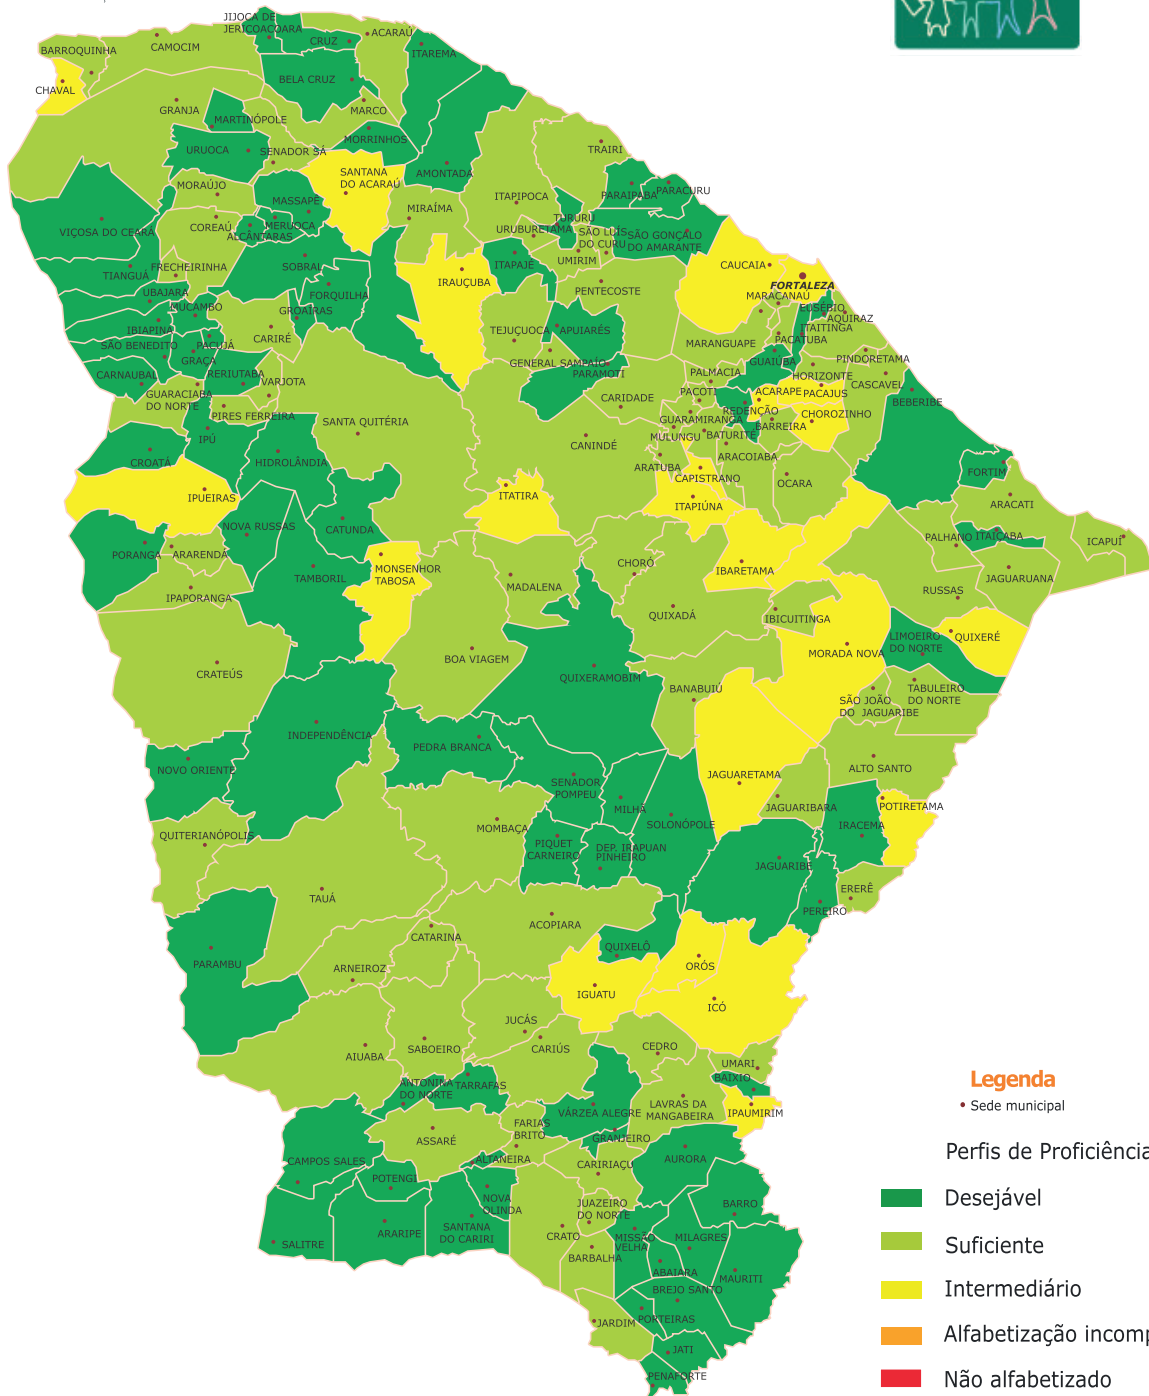 JIJOCA DE
JERICOACOARA
ACARAÚ
CRUZ
CAMOCIM
BARROQUINHA
ITAREMA
BELA CRUZ
CHAVAL
GRANJA
MARCO
MARTINÓPOLE
MORRINHOS
URUOCA
SENADOR SÁ
TRAIRI
SANTANA
DO ACARAÚ
AMONTADA
MORAÚJO
PARAIPABA
PARACURU
MASSAPÊ
ITAPIPOCA
MIRAÍMA
TURURU
COREAÚ
MERUOCA
VIÇOSA DO CEARÁ
ALCÂNTARAS
URUBURETAMA
SÃO LUÍS
DO CURU
SÃO GONÇALO
DO AMARANTE
UMIRIM
FRECHEIRINHA
SOBRAL
ITAPAJÉ
CAUCAIA
TIANGUÁ
IRAUÇUBA
FORTALEZA
UBAJARA
FORQUILHA
PENTECOSTE
MARACANAÚ
MUCAMBO
GROAÍRAS
EUSÉBIO
AQUIRAZ
IBIAPINA
CARIRÉ
TEJUÇUOCA
APUIARÉS
ITAITINGA
PACATUBA
SÃO BENEDITO
PACUJÁ
MARANGUAPE
GRAÇA
GENERAL SAMPAÍO
GUAIÚBA
PINDORETAMA
CARNAUBAL
RERIUTABA
VARJOTA
PARAMOTI
PALMACIA
HORIZONTE
CASCAVEL
GUARACIABA
DO NORTE
PACOTI
ACARAPE
PACAJUS
BEBERIBE
CARIDADE
REDENÇÃO
PIRES FERREIRA
GUARAMIRANGA
CHOROZINHO
SANTA QUITÉRIA
BARREIRA
IPÚ
MULUNGU
BATURITÉ
CANINDÉ
CROATÁ
HIDROLÂNDIA
ARATUBA
ARACOIABA
CAPISTRANO
FORTIM
OCARA
IPUEIRAS
ITATIRA
ITAPIÚNA
ARACATI
NOVA RUSSAS
CATUNDA
PALHANO
ITAIÇABA
ICAPUÍ
PORANGA
ARARENDÁ
MONSENHOR
TABOSA
CHORÓ
IBARETAMA
TAMBORIL
MADALENA
JAGUARUANA
IPAPORANGA
RUSSAS
QUIXADÁ
IBICUITINGA
LIMOEIRO
DO NORTE
QUIXERÉ
BOA VIAGEM
MORADA NOVA
CRATEÚS
QUIXERAMOBIM
BANABUIÚ
TABULEIRO
DO NORTE
SÃO JOÃO
DO JAGUARIBE
INDEPENDÊNCIA
PEDRA BRANCA
NOVO ORIENTE
ALTO SANTO
JAGUARETAMA
SENADOR
POMPEU
JAGUARIBARA
POTIRETAMA
MILHÃ
SOLONÓPOLE
IRACEMA
MOMBAÇA
QUITERIANÓPOLIS
PIQUET
CARNEIRO
DEP. IRAPUAN
PINHEIRO
JAGUARIBE
ERERÊ
TAUÁ
PEREIRÓ
ACOPIARA
CATARINA
QUIXELÔ
PARAMBU
ARNEIROZ
ORÓS
IGUATU
ICÓ
JUCÁS
SABOEIRO
CARIÚS
CEDRO
AIUABA
UMARI
BAIXIO
Legenda
ANTONINA
DO NORTE
TARRAFAS
Sede municipal
VÁRZEA ALEGRE
LAVRAS DA
MANGABEIRA
IPAUMIRIM
FARIAS
BRITO
ASSARÉ
GRANJEIRO
Perfis de Proficiência
CAMPOS SALES
ALTANEIRA
CARIRIAÇU
AURORA
POTENGI
NOVA
OLINDA
Desejável
JUAZEIRO
DO NORTE
BARRO
SANTANA
DO CARIRI
ARARIPE
CRATO
MISSÃO
VELHA
MILAGRES
SALITRE
Suficiente
BARBALHA
ABAIARA
MAURITI
BREJO SANTO
Intermediário
JARDIM
PORTEIRAS
Alfabetização incomp
JATI
PENAFORTE
Não alfabetizado